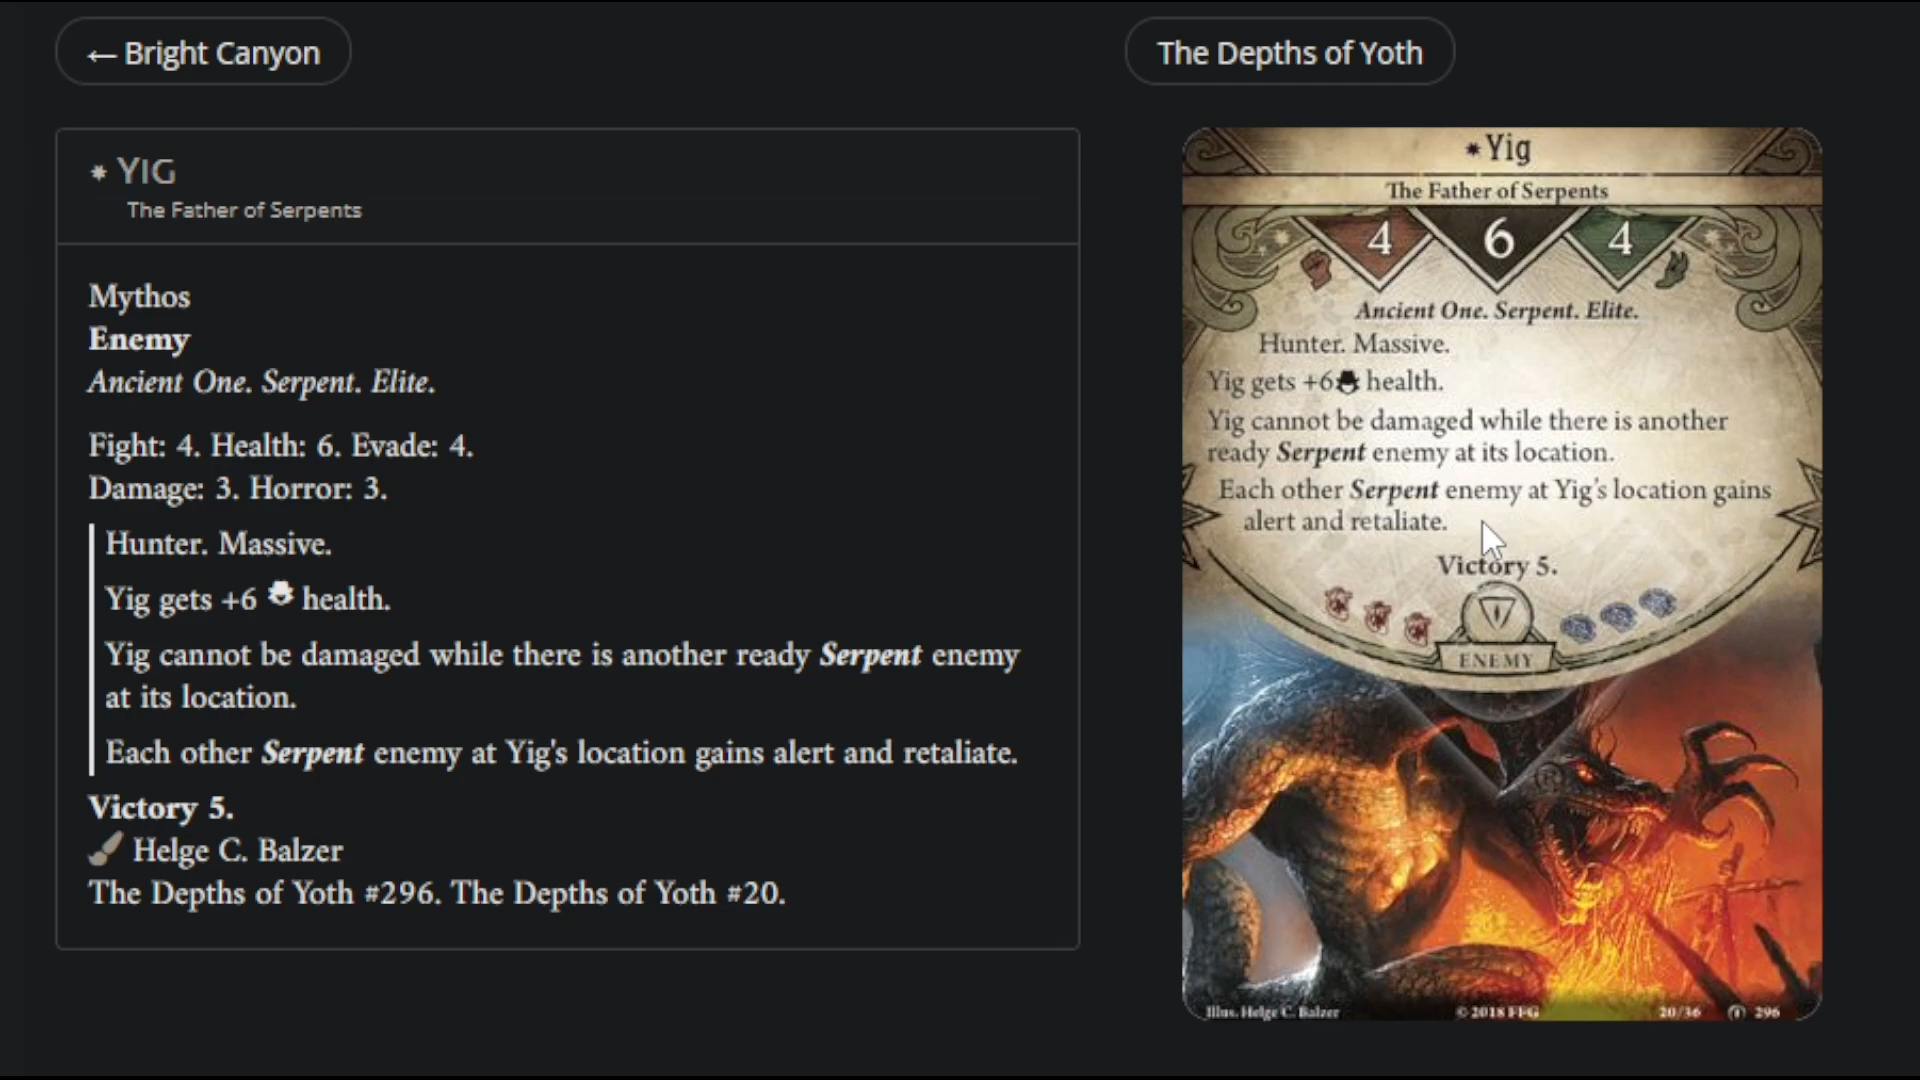 ← Bright Canyon
The Depths of Yoth
YIG
The Father of Serpents
Mythos
Enemy
Ancient One. Serpent. Elite.
Fight: 4. Health: 6. Evade: 4.
Damage: 3. Horror: 3.
Hunter. Massive.
Yig gets +6 health.
Yig cannot be damaged while there is another ready Serpent enemy
at its location.
Each other Serpent enemy at Yig's location gains alert and retaliate.
Victory 5.
Helge C. Balzer
The Depths of Yoth #296. The Depths of Yoth #20.
Yig
The Father of Serpents
4 6 4
Ancient One. Serpent. Elite.
Hunter. Massive.
Yig gets +6 health.
Yig cannot be damaged while there is another
ready Serpent enemy at its location.
Each other Serpent enemy at Yig's location gains
alert and retaliate.
Victory 5.
ENEMY
Illus. Helge C. Balzer © 2018 FFG 20/36 296